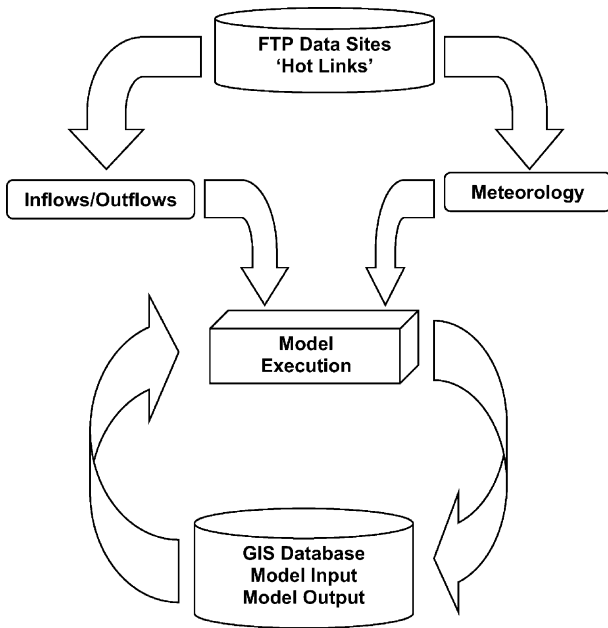 FTP Data Sites
‘Hot Links’
Inflows/Outflows
Meteorology
Model
Execution
GIS Database
Model Input
Model Output